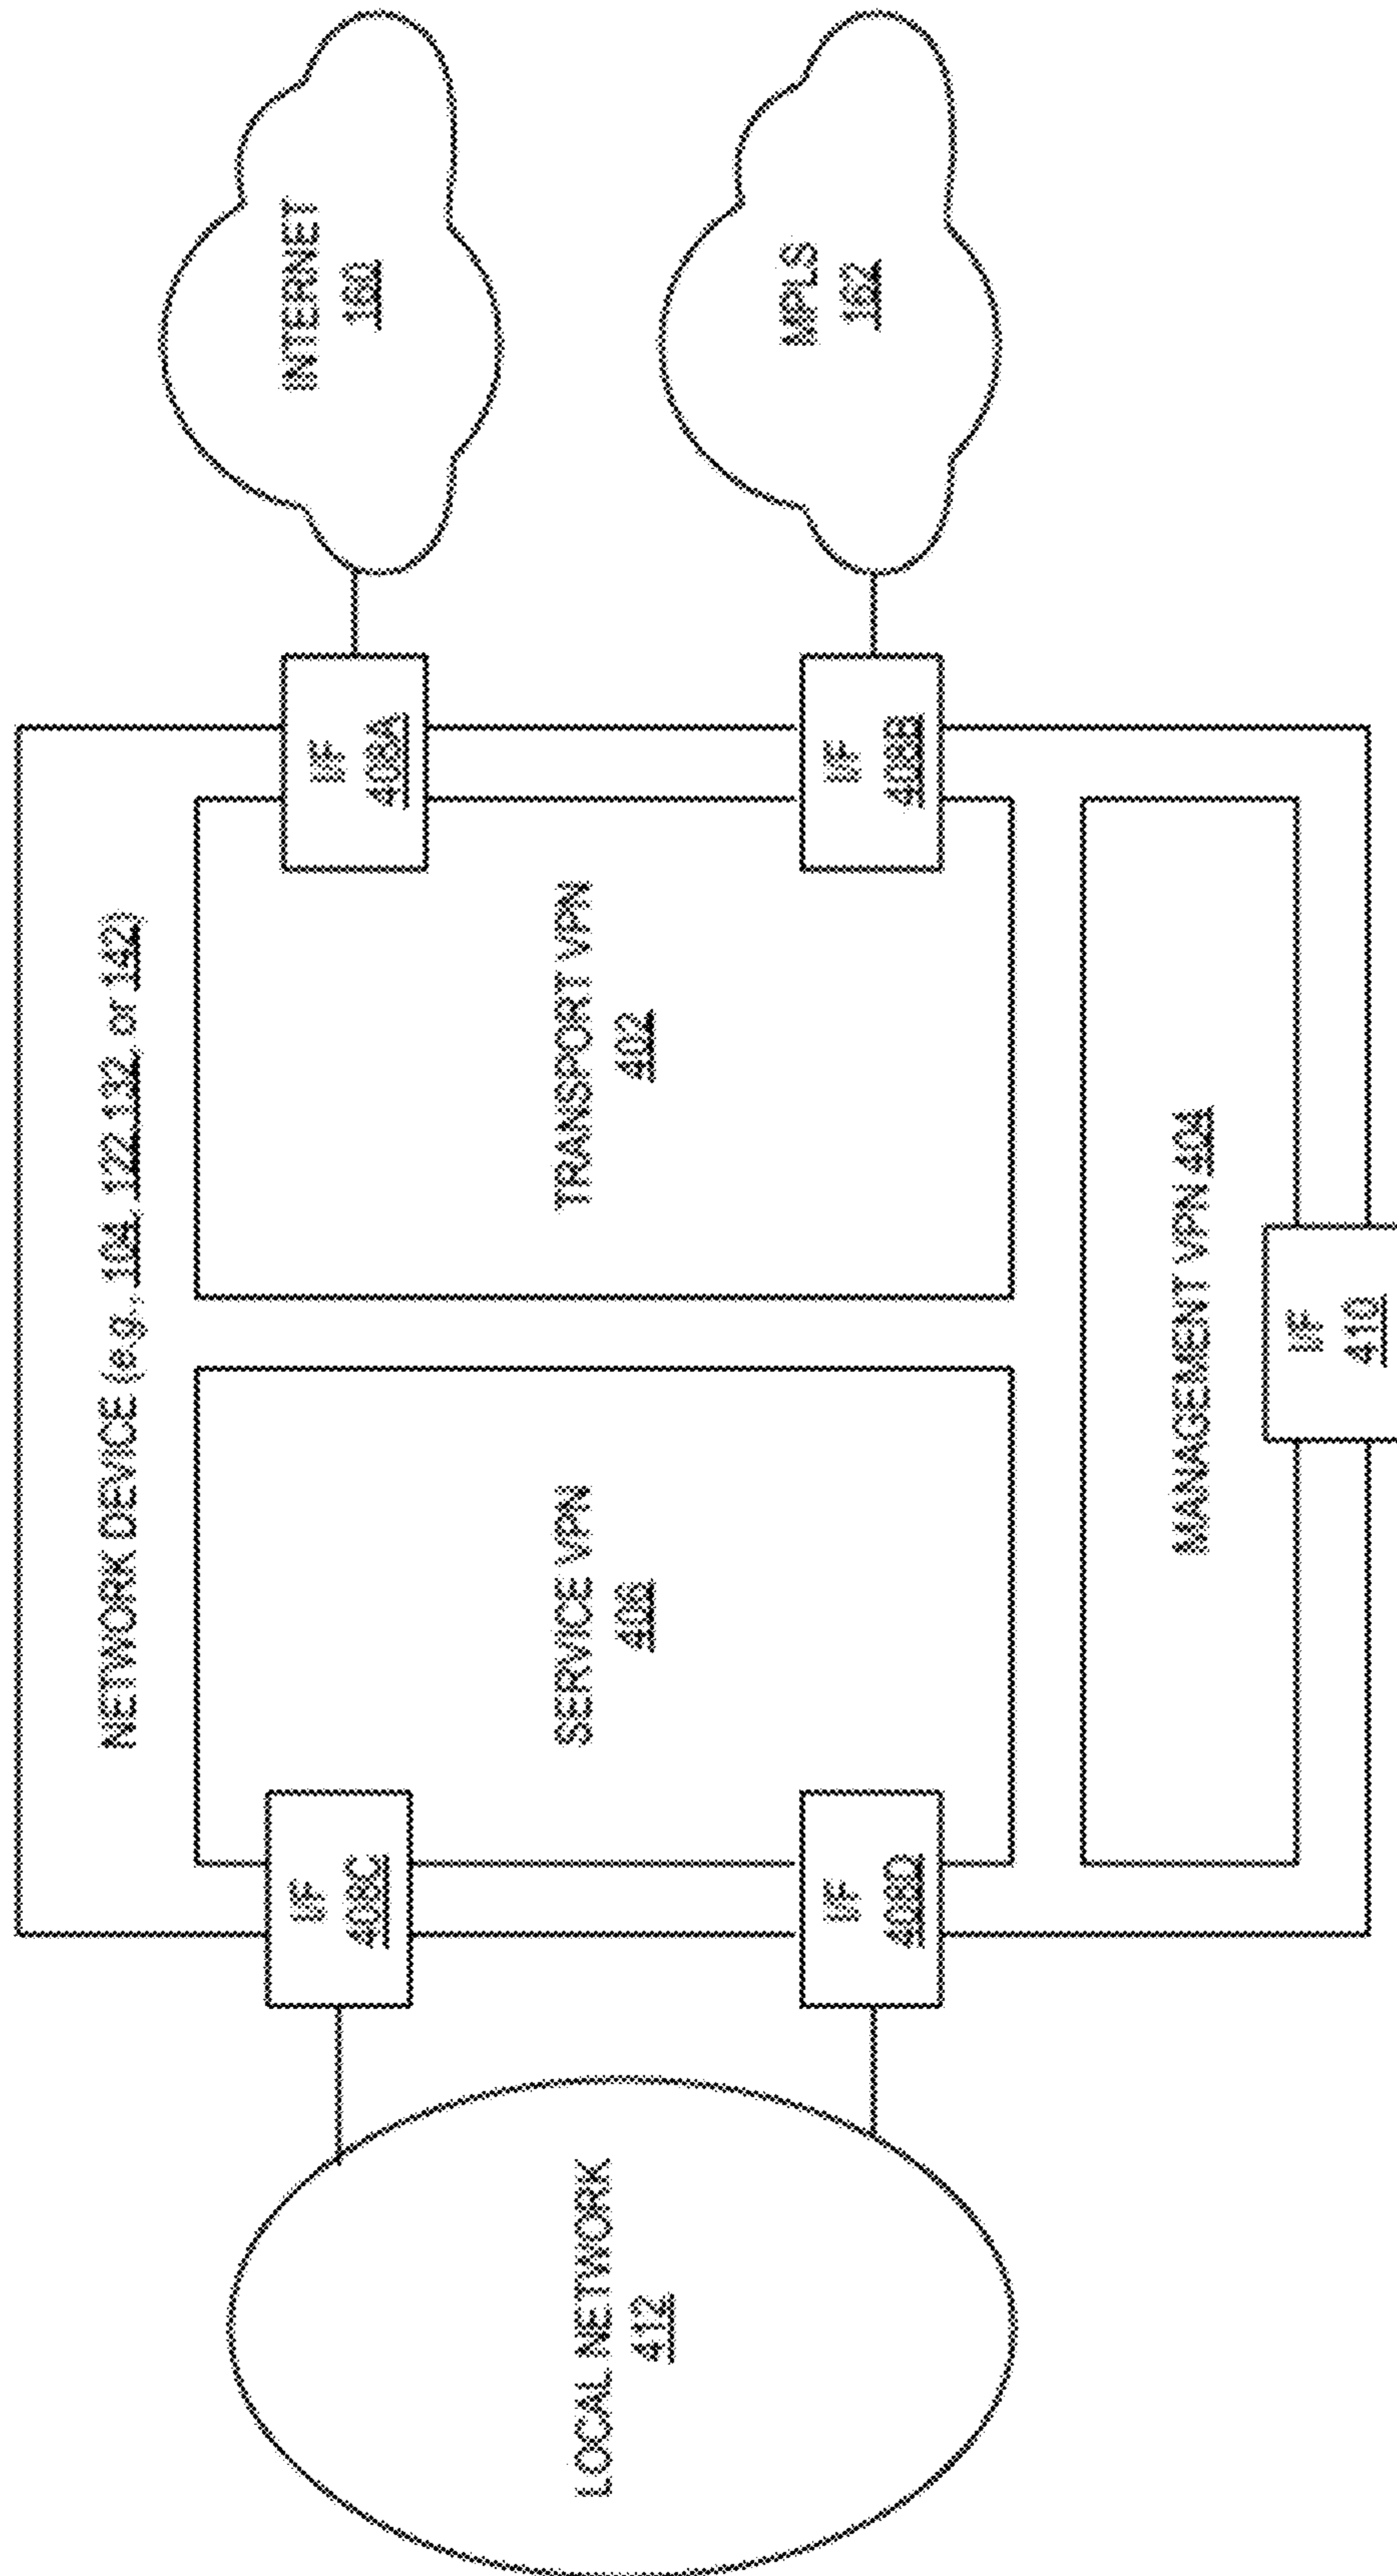 NETWORK DEVICE (e.g., 104, 122, 132, or 142)
LOCAL NETWORK
412
I/F
408C
I/F
408D
SERVICE VPN
406
TRANSPORT VPN
402
I/F
408A
I/F
408B
INTERNET
160
MPLS
162
MANAGEMENT VPN 404
I/F
410